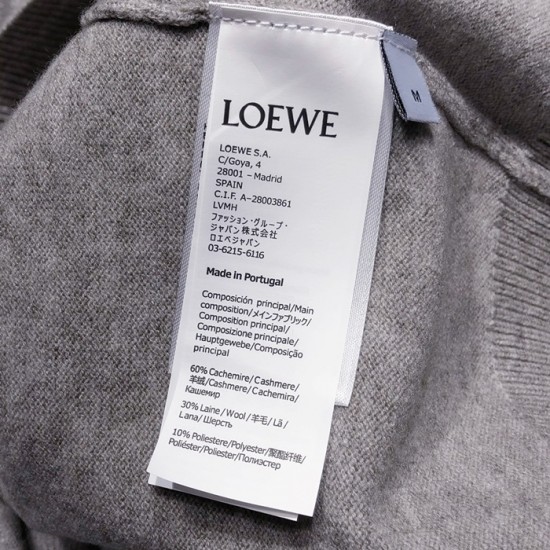 LOEWE
LOEWE S.A.
C/Goya, 4
28001 – Madrid
SPAIN
C.I.F. A-28003861
LVMH
ファッション・グループ・
ジャパン株式会社
ロエベジャパン
03-6215-6116
Made in Portugal
Composición principal/Main
composition/メインファブリック/
Composition principal/
Composizione principale/
Hauptgewebe/Composição
principal
60% Cachemire/Cashmere/
羊绒/Cashmere/Cachemira/
Кашемир
30% Laine/Wool/羊毛/Lã/
Lana/Шерсть
10% Poliestere/Polyester/聚酯纤维/
Poliéster/Poliester/Полиэстер
M